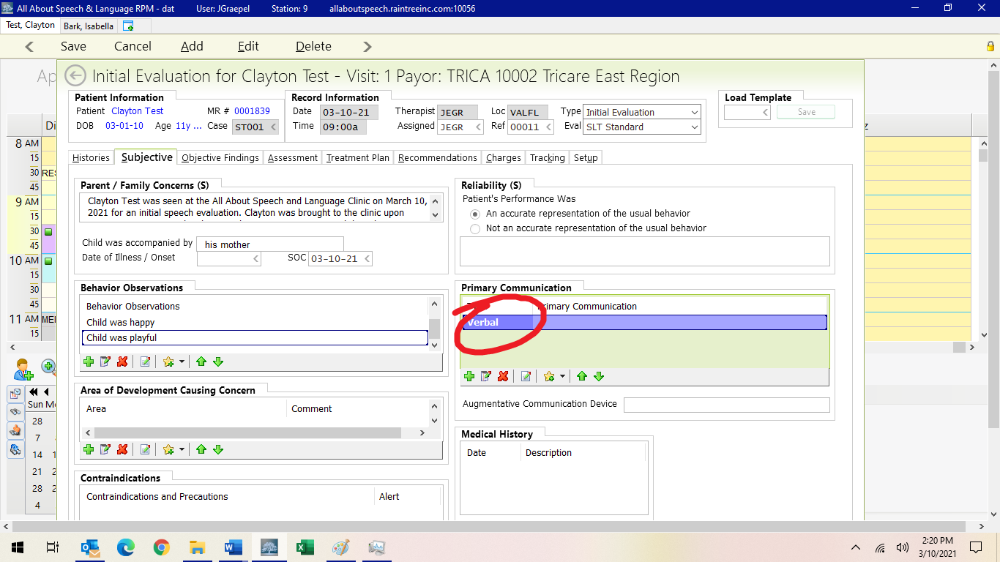 All About Speech & Language RPM - dat User: JGraepel Station: 9 allaboutspeech.raintreeinc.com:10056
Test, Clayton Bark, Isabella
Save Cancel Add Edit Delete
Ap
Initial Evaluation for Clayton Test - Visit: 1 Payor: TRICA 10002 Tricare East Region
Patient Information Record Information Load Template
Patient Clayton Test MR # 0001839 Date 03-10-21 Therapist JEGR Loc VALFL Type Initial Evaluation Save
DOB 03-01-10 Age 11y ... Case ST001 Time 09:00a Assigned JEGR Ref 00011 Eval SLT Standard
Di
z
8 AM
15
30 RES
45
9 AM
15
30
45
10 AM
15
30
45
11 AM MEI
15
Histories Subjective Objective Findings Assessment Treatment Plan Recommendations Charges Tracking Setup
Parent / Family Concerns (S)
Clayton Test was seen at the All About Speech and Language Clinic on March 10,
2021 for an initial speech evaluation. Clayton was brought to the clinic upon
Child was accompanied by his mother
Date of Illness / Onset SOC 03-10-21
Reliability (S)
Patient's Performance Was
An accurate representation of the usual behavior
Not an accurate representation of the usual behavior
Behavior Observations
Behavior Observations
Child was happy
Child was playful
Primary Communication
Primary Communication
Verbal
Augmentative Communication Device
Area of Development Causing Concern
Area Comment
Medical History
Date Description
Contraindications
Contraindications and Precautions Alert
Sun Mo
28
7
14 1
21 2
28 2
4
2:20 PM
3/10/2021